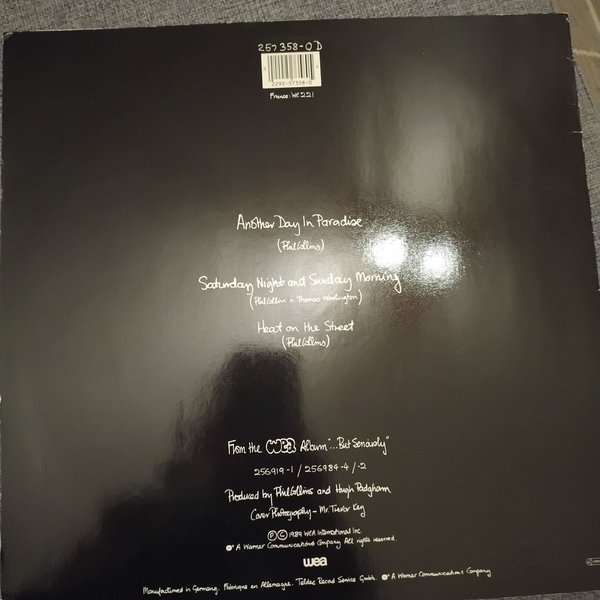 257 358-0 D
2292-57358-0
France: WE 221
Another Day In Paradise
(Phil Collins)
Saturday Night and Sunday Morning
(Phil Collins + Thomas Washington)
Heat on the Street
(Phil Collins)
From the wea Album "...But Seriously"
256919-1 / 256984-4 / -2
Produced by Phil Collins and Hugh Padgham
Cover Photography - Mr. Trevor Key
Ⓟ Ⓒ 1989 WEA International Inc.
A Warner Communications Company All rights reserved.
wea
Manufactured in Germany. Fabriqué en Allemagne. Teldec Record Service GmbH. A Warner Communications Company